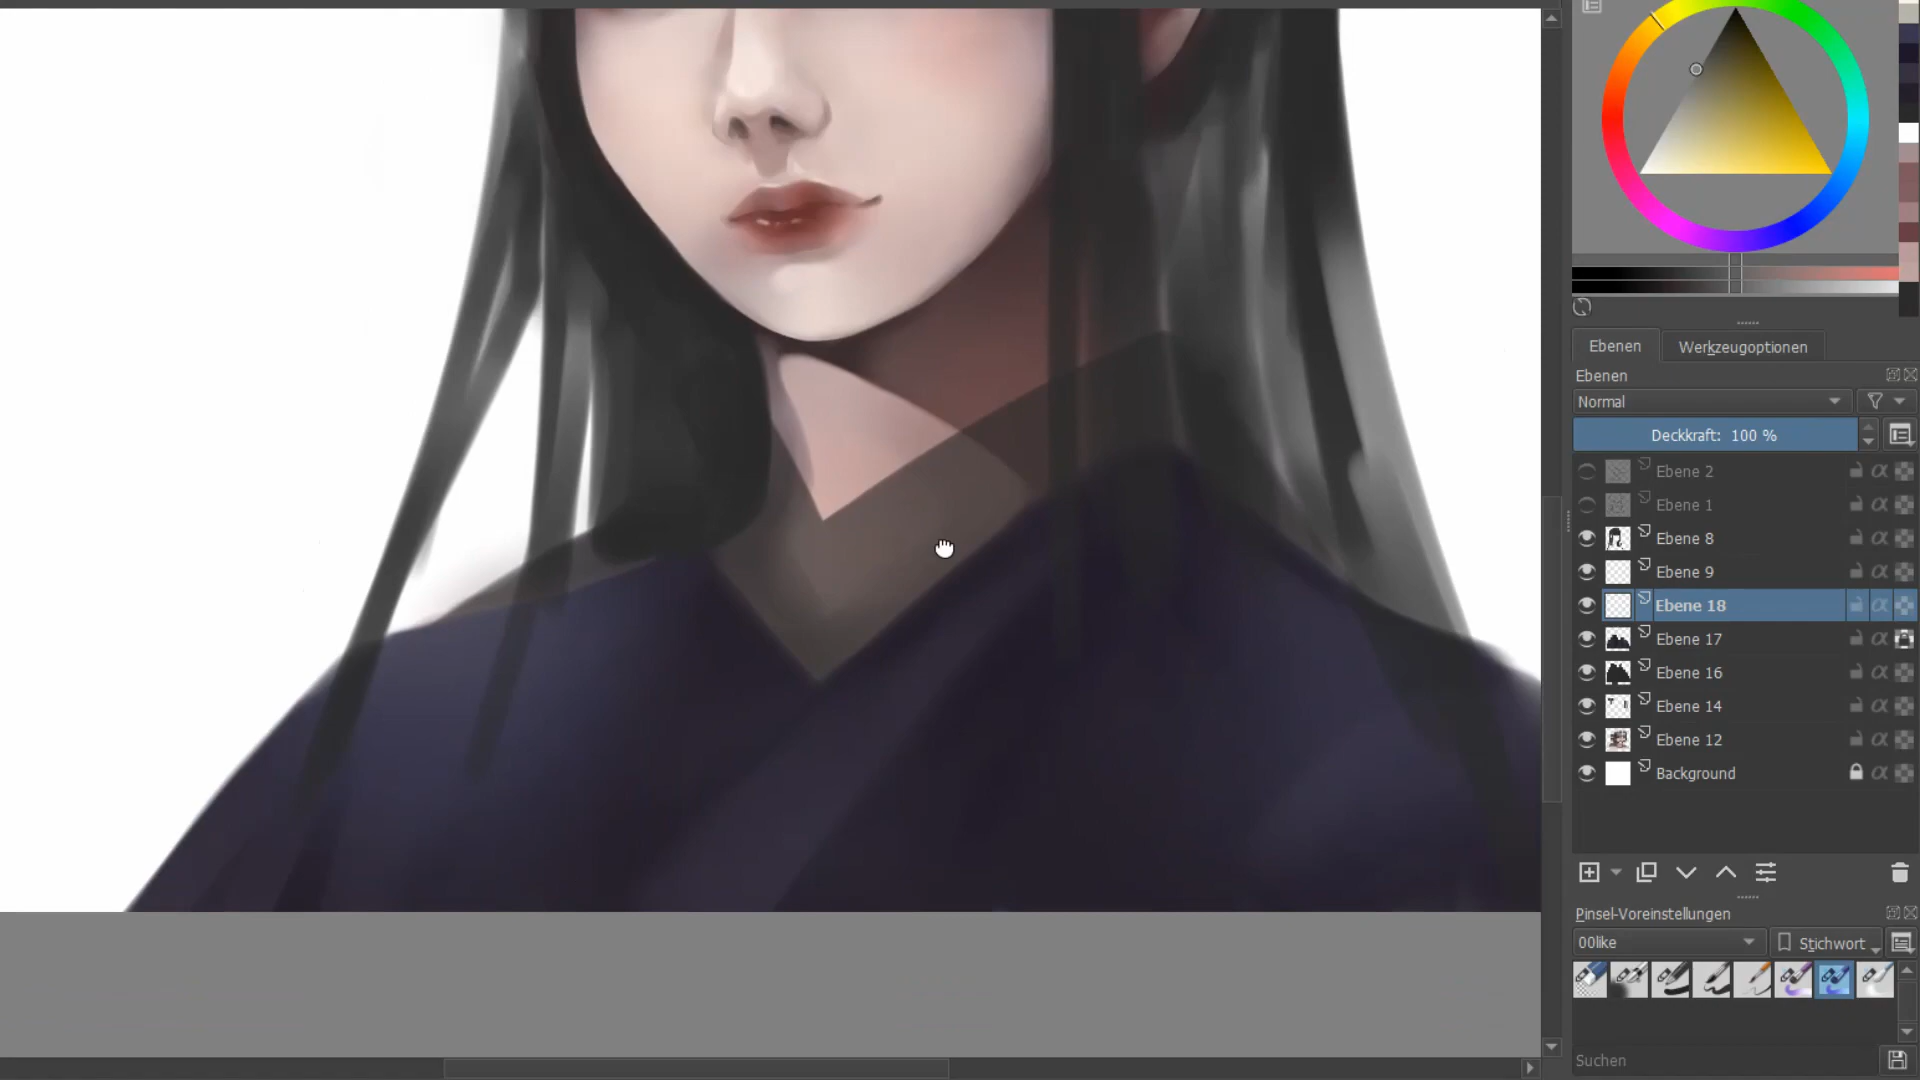 Ebenen
Werkzeugoptionen
Ebenen
Normal
Deckkraft: 100 %
Ebene 2
Ebene 1
Ebene 8
Ebene 9
Ebene 18
Ebene 17
Ebene 16
Ebene 14
Ebene 12
Background
Pinsel-Voreinstellungen
00like
Stichwort
Suchen